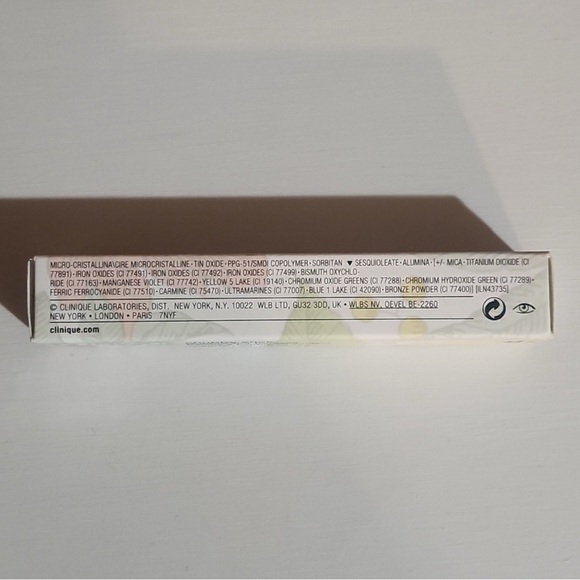 MICRO-CRISTALLINA\CIRE MICROCRISTALLINE • TIN OXIDE • PPG-51/SMDI COPOLYMER • SORBITAN ▼ SESQUIOLEATE • ALUMINA • [+/- MICA • TITANIUM DIOXIDE (CI
77891) • IRON OXIDES (CI 77491) • IRON OXIDES (CI 77492) • IRON OXIDES (CI 77499) • BISMUTH OXYCHLO-
RIDE (CI 77163) • MANGANESE VIOLET (CI 77742) • YELLOW 5 LAKE (CI 19140) • CHROMIUM OXIDE GREENS (CI 77288) • CHROMIUM HYDROXIDE GREEN (CI 77289) •
FERRIC FERROCYANIDE (CI 77510) • CARMINE (CI 75470) • ULTRAMARINES (CI 77007) • BLUE 1 LAKE (CI 42090) • BRONZE POWDER (CI 77400)] [ILN43735]
© CLINIQUE LABORATORIES, DIST, NEW YORK, N.Y. 10022 WLB LTD, GU32 3DD, UK • WLBS NV, OEVEL BE-2260
NEW YORK • LONDON • PARIS 7NYF
clinique.com